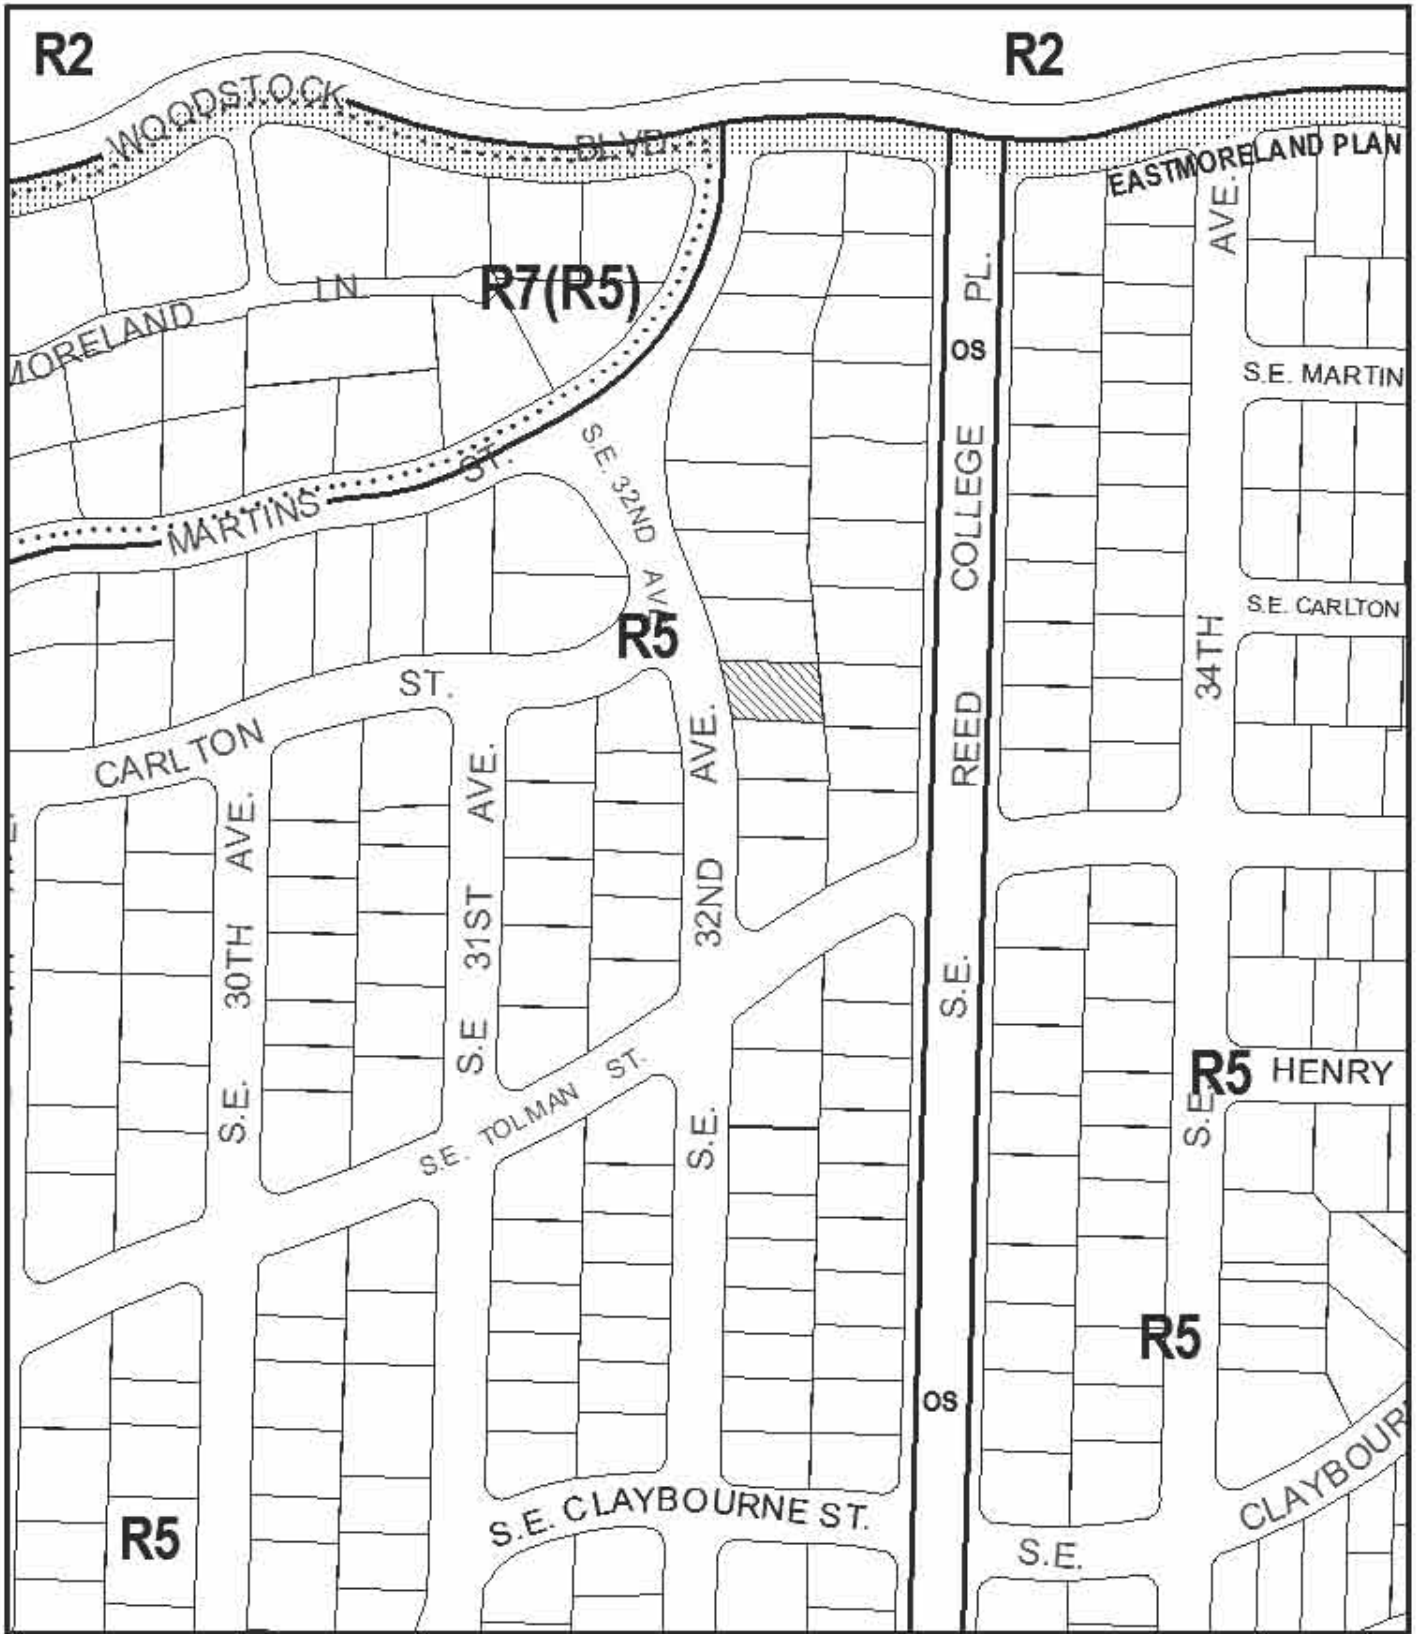 R2
R2
WOODSTOCK BLVD.
EASTMORELAND PLAN
MORELAND LN
R7(R5)
AVE.
PL.
OS
S.E. MARTIN
MARTINS ST.
S.E. 32ND AVE
COLLEGE
S.E. CARLTON
R5
34TH
CARLTON ST.
REED
AVE.
AVE.
AVE.
32ND
31ST
30TH
S.E.
S.E
S.E. TOLMAN ST.
S.E.
S.E.
R5
HENRY
S.E.
R5
OS
S.E. CLAYBOURNE ST.
CLAYBOUR
R5
S.E.